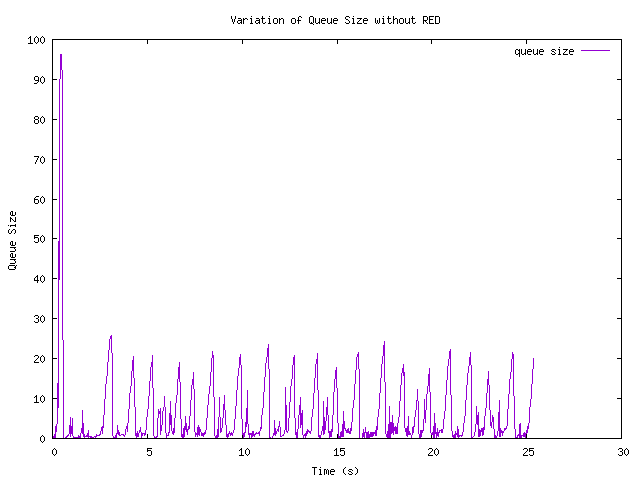 Variation of Queue Size without RED
queue size
100
90
80
70
60
50
40
30
20
10
0
Queue Size
0 5 10 15 20 25 30
Time (s)